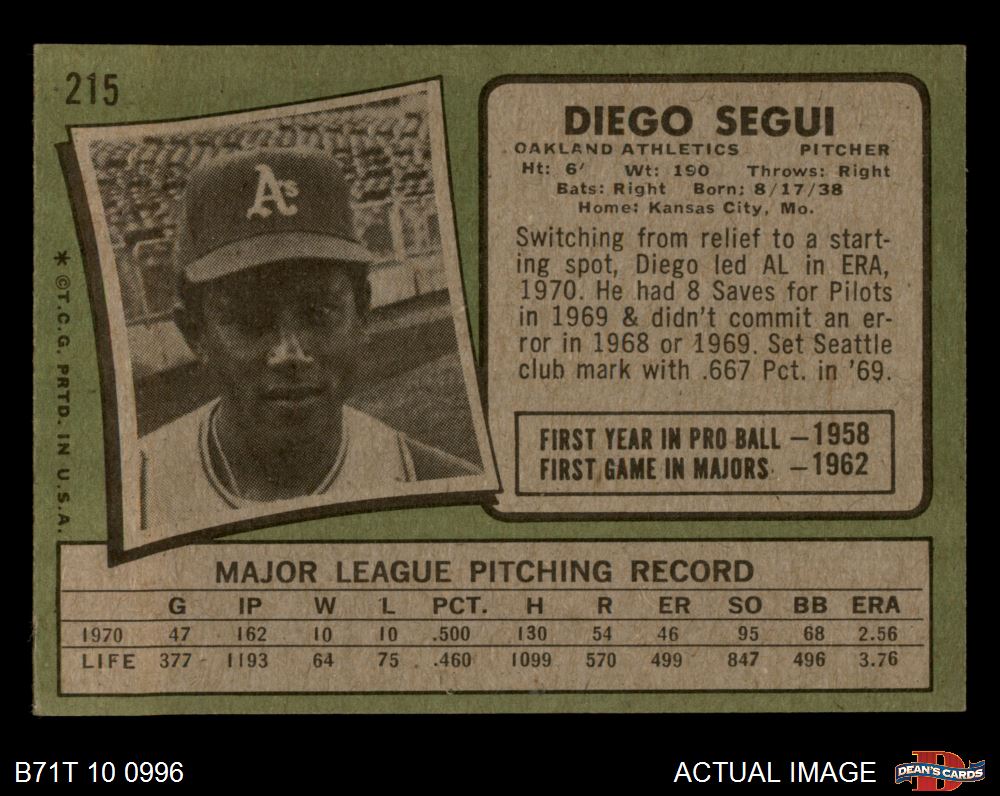 215
DIEGO SEGUI
OAKLAND ATHLETICS PITCHER
Ht: 6' Wt: 190 Throws: Right
Bats: Right Born: 8/17/38
Home: Kansas City, Mo.
Switching from relief to a start-
ing spot, Diego led AL in ERA,
1970. He had 8 Saves for Pilots
in 1969 & didn't commit an er-
ror in 1968 or 1969. Set Seattle
club mark with .667 Pct. in '69.
FIRST YEAR IN PRO BALL – 1958
FIRST GAME IN MAJORS – 1962
A's
* ©T.C.G. PRTD. IN U.S.A.
MAJOR LEAGUE PITCHING RECORD
G IP W L PCT. H R ER SO BB ERA
1970 47 162 10 10 .500 130 54 46 95 68 2.56
LIFE 377 1193 64 75 .460 1099 570 499 847 496 3.76
B71T 10 0996
ACTUAL IMAGE
DEAN'S CARDS